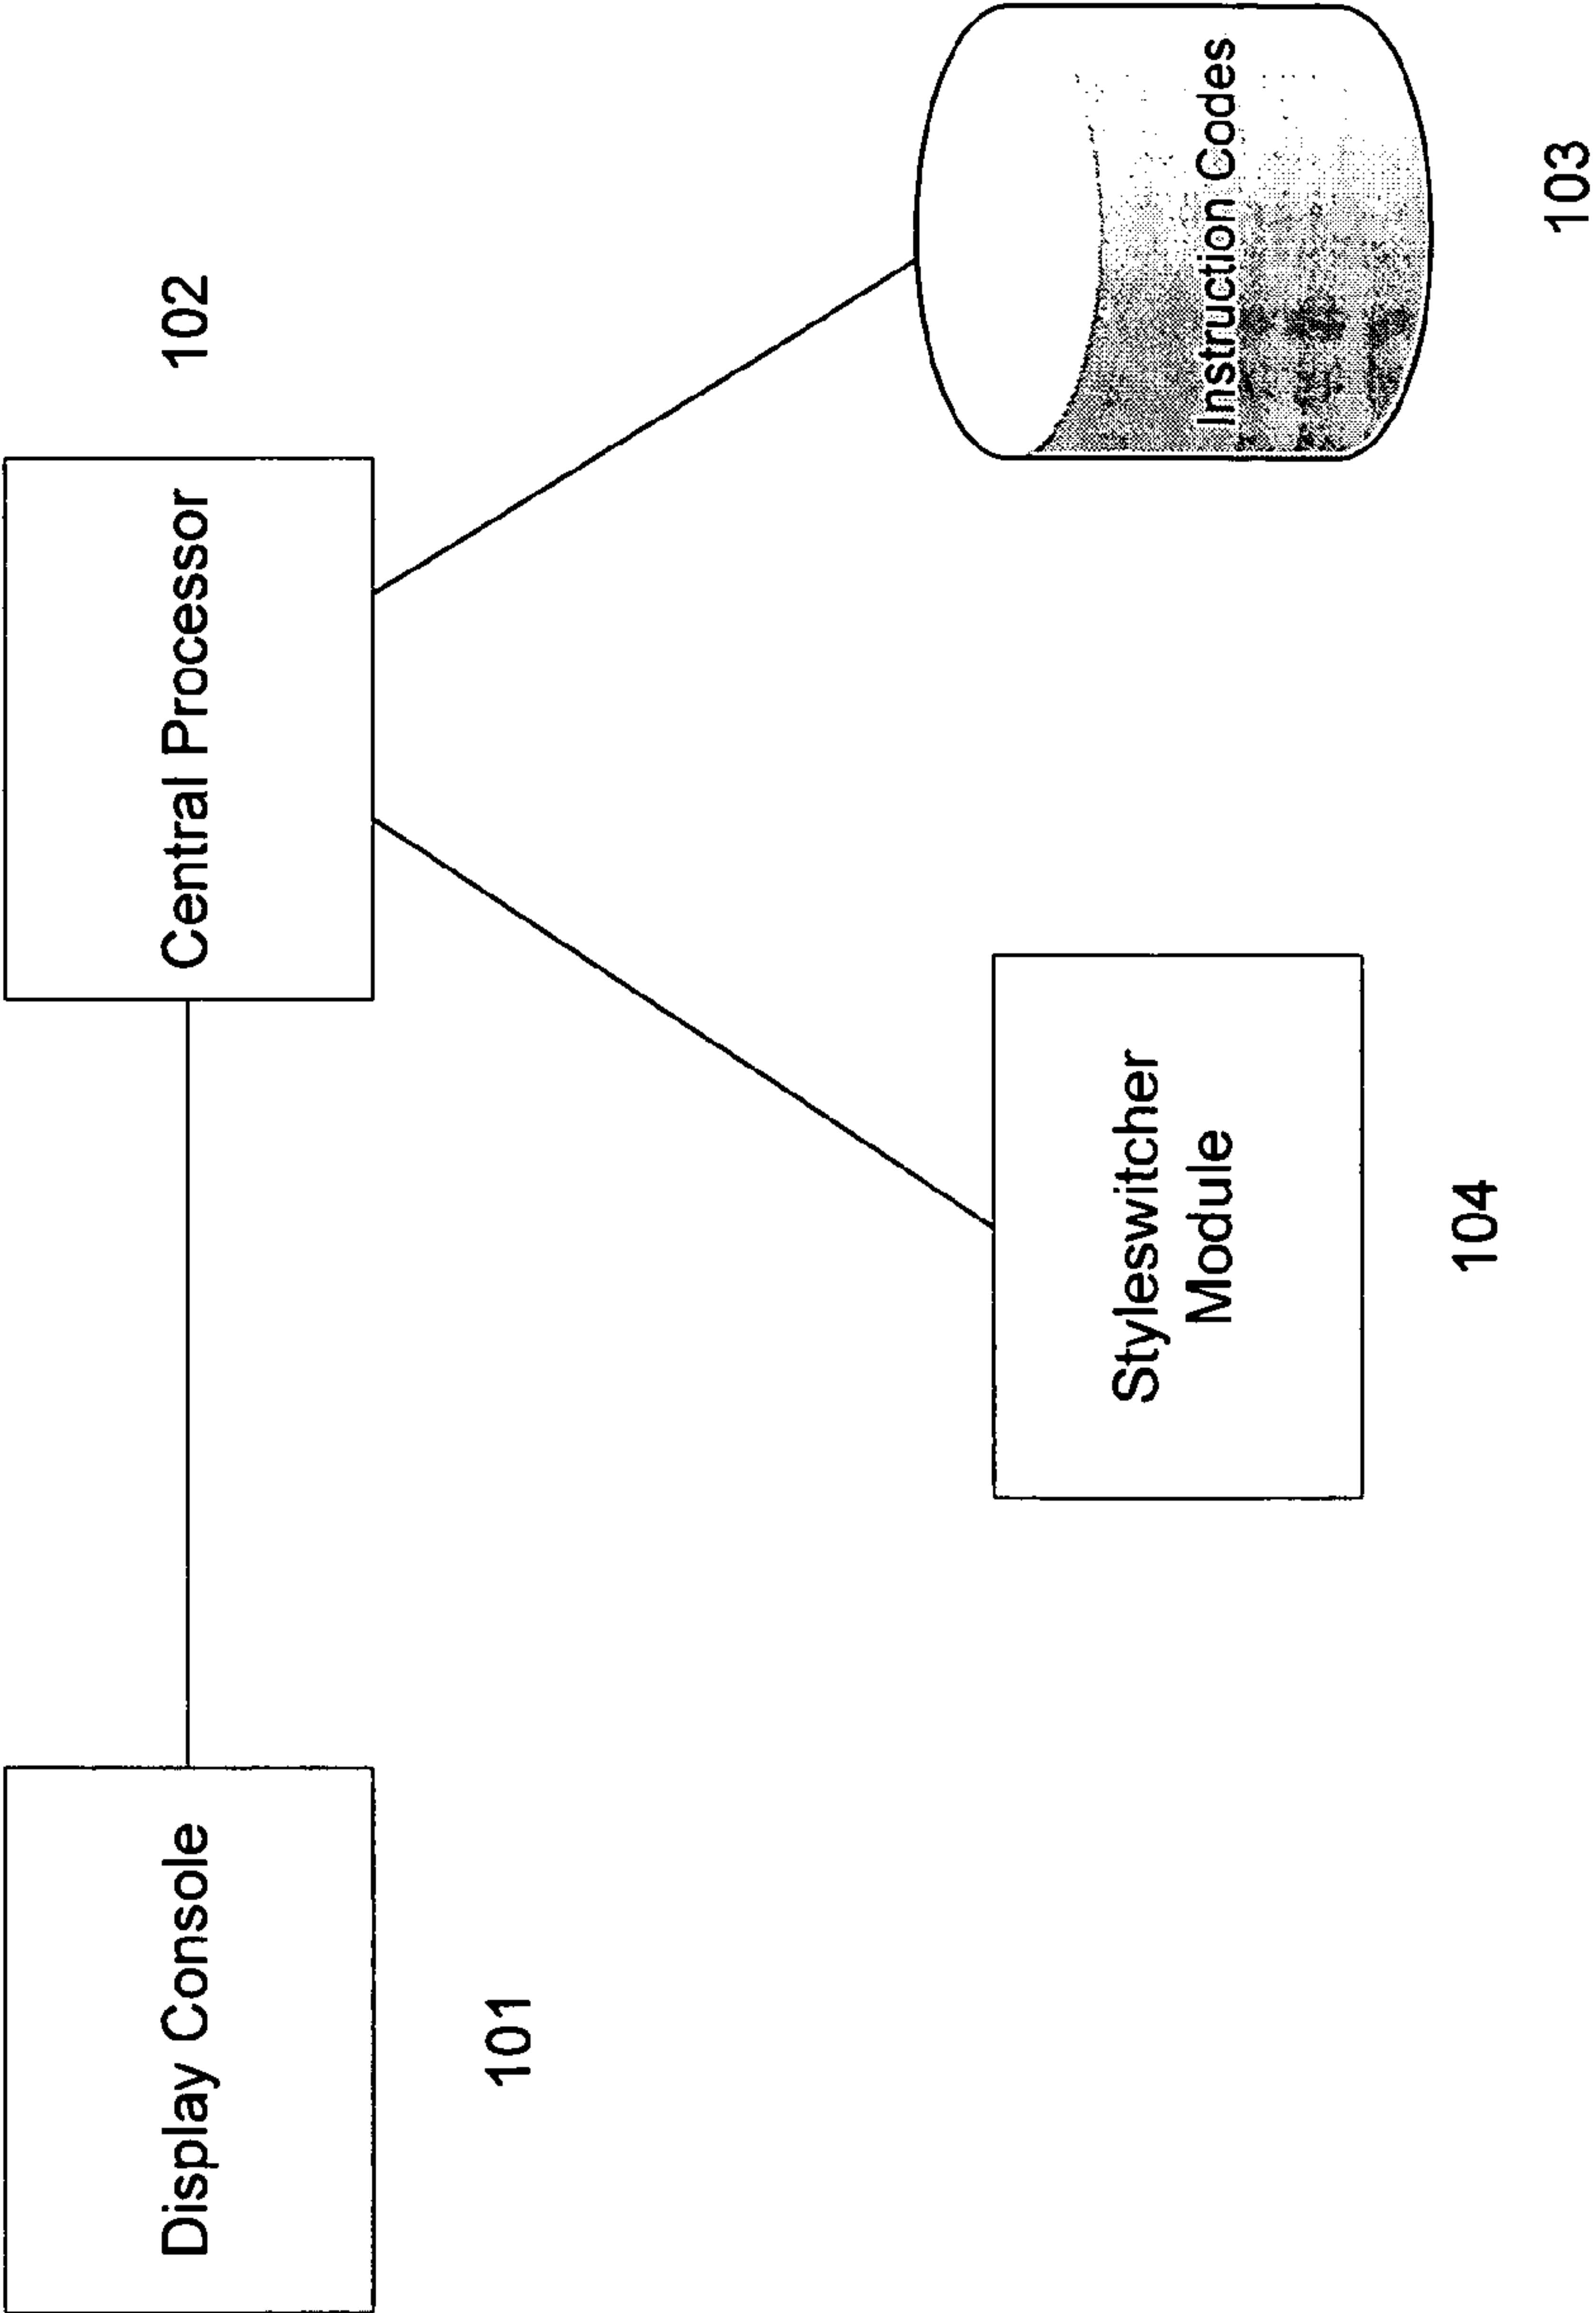 Display Console
101
Central Processor
102
Styleswitcher
Module
104
Instruction Codes
103